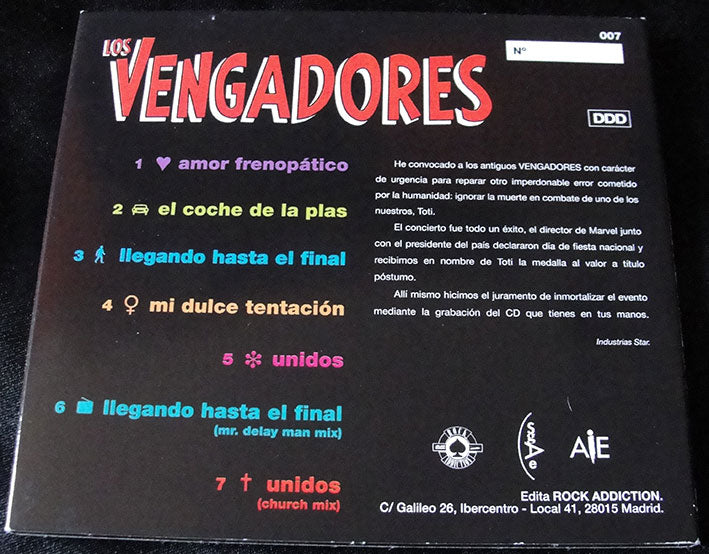 LOS
VENGADORES
007
Nº
DDD
1 amor frenopático
2 el coche de la plas
3 llegando hasta el final
4 mi dulce tentación
5 unidos
6 llegando hasta el final
(mr. delay man mix)
7 unidos
(church mix)
He convocado a los antiguos VENGADORES con carácter
de urgencia para reparar otro imperdonable error cometido
por la humanidad: ignorar la muerte en combate de uno de los
nuestros, Toti.
El concierto fue todo un éxito, el director de Marvel junto
con el presidente del país declararon día de fiesta nacional y
recibimos en nombre de Toti la medalla al valor a título
póstumo.
Allí mismo hicimos el juramento de inmortalizar el evento
mediante la grabación del CD que tienes en tus manos.
Industrias Star.
ROCK
ADDICTION
AIE
Edita ROCK ADDICTION.
C/ Galileo 26, Ibercentro - Local 41, 28015 Madrid.